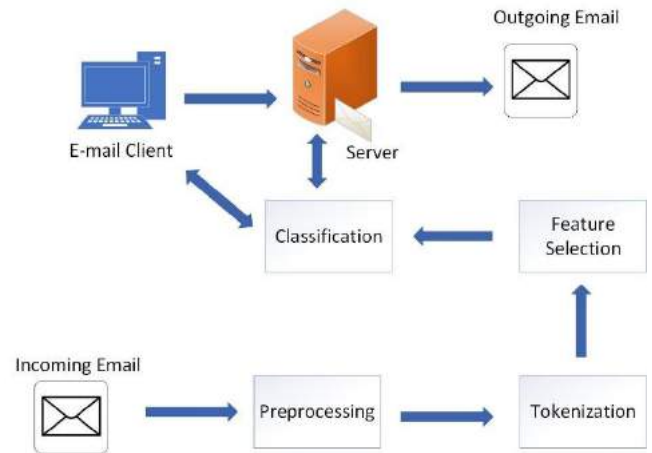 Outgoing Email
E-mail Client
Server
Classification
Feature
Selection
Incoming Email
Preprocessing
Tokenization